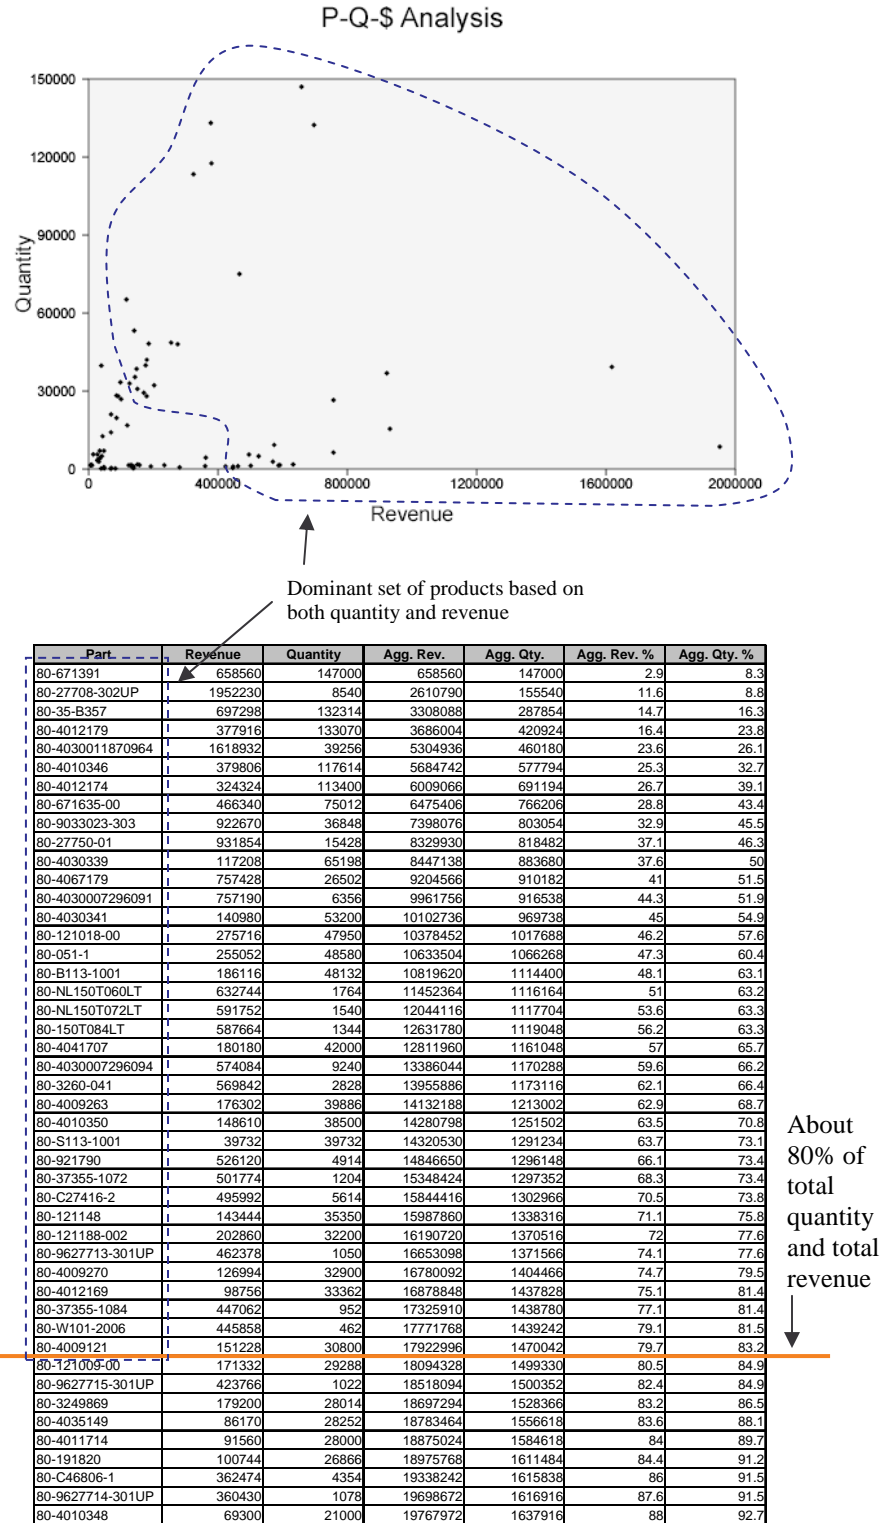 P-Q-$ Analysis
150000
120000
90000
60000
30000
0
Quantity
0 400000 800000 1200000 1600000 2000000
Revenue
Dominant set of products based on
both quantity and revenue
Part Revenue Quantity Agg. Rev. Agg. Qty. Agg. Rev. % Agg. Qty. %
80-671391 658560 147000 658560 147000 2.9 8.3
80-27708-302UP 1952230 8540 2610790 155540 11.6 8.8
80-35-B357 697298 132314 3308088 287854 14.7 16.3
80-4012179 377916 133070 3686004 420924 16.4 23.8
80-4030011870964 1618932 39256 5304936 460180 23.6 26.1
80-4010346 379806 117614 5684742 577794 25.3 32.7
80-4012174 324324 113400 6009066 691194 26.7 39.1
80-671635-00 466340 75012 6475406 766206 28.8 43.4
80-9033023-303 922670 36848 7398076 803054 32.9 45.5
80-27750-01 931854 15428 8329930 818482 37.1 46.3
80-4030339 117208 65198 8447138 883680 37.6 50
80-4067179 757428 26502 9204566 910182 41 51.5
80-4030007296091 757190 6356 9961756 916538 44.3 51.9
80-4030341 140980 53200 10102736 969738 45 54.9
80-121018-00 275716 47950 10378452 1017688 46.2 57.6
80-051-1 255052 48580 10633504 1066268 47.3 60.4
80-B113-1001 186116 48132 10819620 1114400 48.1 63.1
80-NL150T060LT 632744 1764 11452364 1116164 51 63.2
80-NL150T072LT 591752 1540 12044116 1117704 53.6 63.3
80-150T084LT 587664 1344 12631780 1119048 56.2 63.3
80-4041707 180180 42000 12811960 1161048 57 65.7
80-4030007296094 574084 9240 13386044 1170288 59.6 66.2
80-3260-041 569842 2828 13955886 1173116 62.1 66.4
80-4009263 176302 39886 14132188 1213002 62.9 68.7
80-4010350 148610 38500 14280798 1251502 63.5 70.8
80-S113-1001 39732 39732 14320530 1291234 63.7 73.1
80-921790 526120 4914 14846650 1296148 66.1 73.4
80-37355-1072 501774 1204 15348424 1297352 68.3 73.4
80-C27416-2 495992 5614 15844416 1302966 70.5 73.8
80-121148 143444 35350 15987860 1338316 71.1 75.8
80-121188-002 202860 32200 16190720 1370516 72 77.6
80-9627713-301UP 462378 1050 16653098 1371566 74.1 77.6
80-4009270 126994 32900 16780092 1404466 74.7 79.5
80-4012169 98756 33362 16878848 1437828 75.1 81.4
80-37355-1084 447062 952 17325910 1438780 77.1 81.4
80-W101-2006 445858 462 17771768 1439242 79.1 81.5
80-4009121 151228 30800 17922996 1470042 79.7 83.2
80-121009-00 171332 29288 18094328 1499330 80.5 84.9
80-9627715-301UP 423766 1022 18518094 1500352 82.4 84.9
80-3249869 179200 28014 18697294 1528366 83.2 86.5
80-4035149 86170 28252 18783464 1556618 83.6 88.1
80-4011714 91560 28000 18875024 1584618 84 89.7
80-191820 100744 26866 18975768 1611484 84.4 91.2
80-C46806-1 362474 4354 19338242 1615838 86 91.5
80-9627714-301UP 360430 1078 19698672 1616916 87.6 91.5
80-4010348 69300 21000 19767972 1637916 88 92.7
About
80% of
total
quantity
and total
revenue